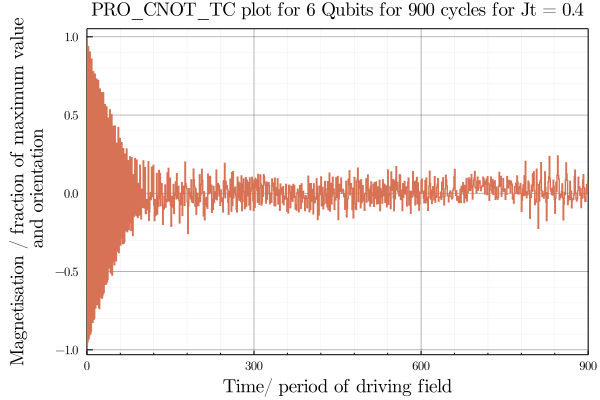 PRO_CNOT_TC plot for 6 Qubits for 900 cycles for Jt = 0.4
Magnetisation / fraction of maximum value
and orientation
1.0
0.5
0.0
−0.5
−1.0
0
300
600
900
Time/ period of driving field